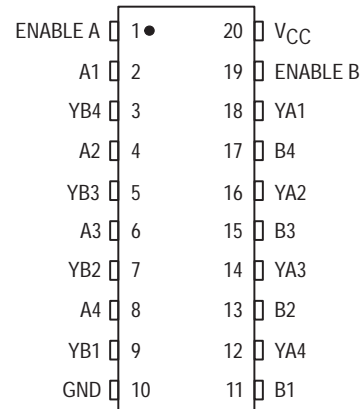 ENABLE A 1 20 VCC
A1 2 19 ENABLE B
YB4 3 18 YA1
A2 4 17 B4
YB3 5 16 YA2
A3 6 15 B3
YB2 7 14 YA3
A4 8 13 B2
YB1 9 12 YA4
GND 10 11 B1